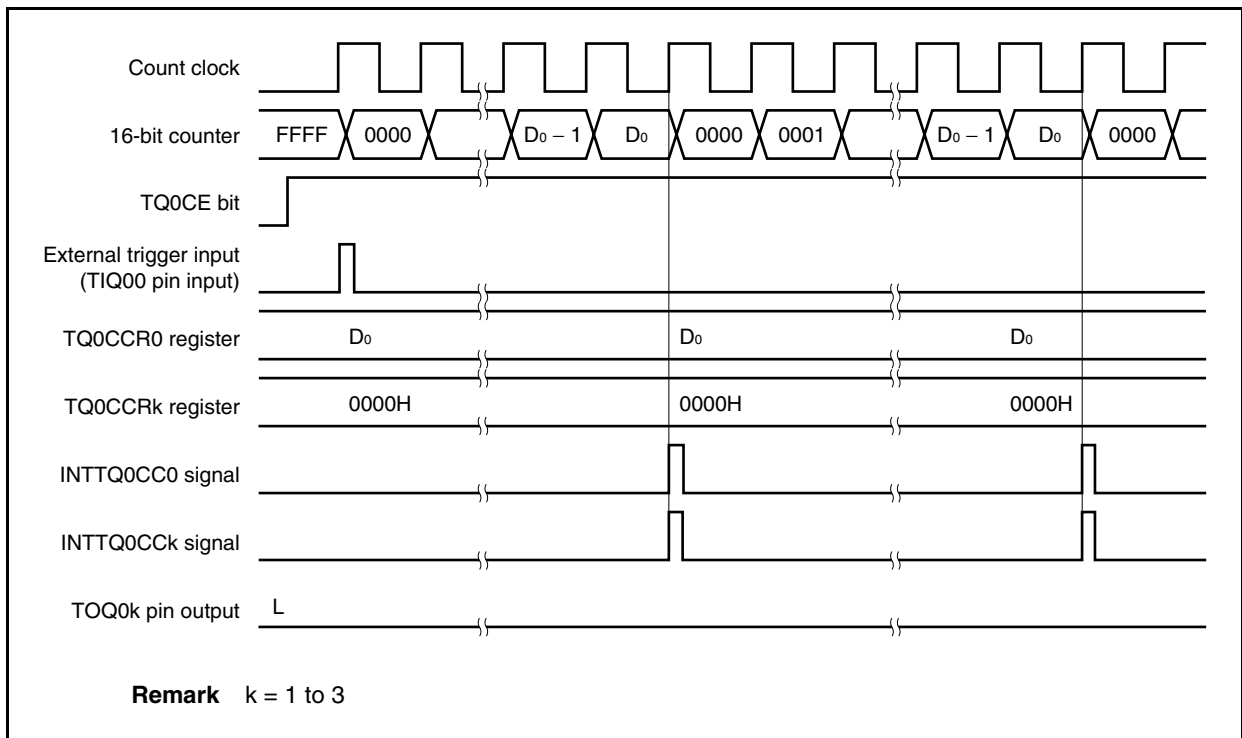 Count clock
16-bit counter FFFF 0000 D0 – 1 D0 0000 0001 D0 – 1 D0 0000
TQ0CE bit
External trigger input
(TIQ00 pin input)
TQ0CCR0 register D0 D0 D0
TQ0CCRk register 0000H 0000H 0000H
INTTQ0CC0 signal
INTTQ0CCk signal
TOQ0k pin output L
Remark k = 1 to 3